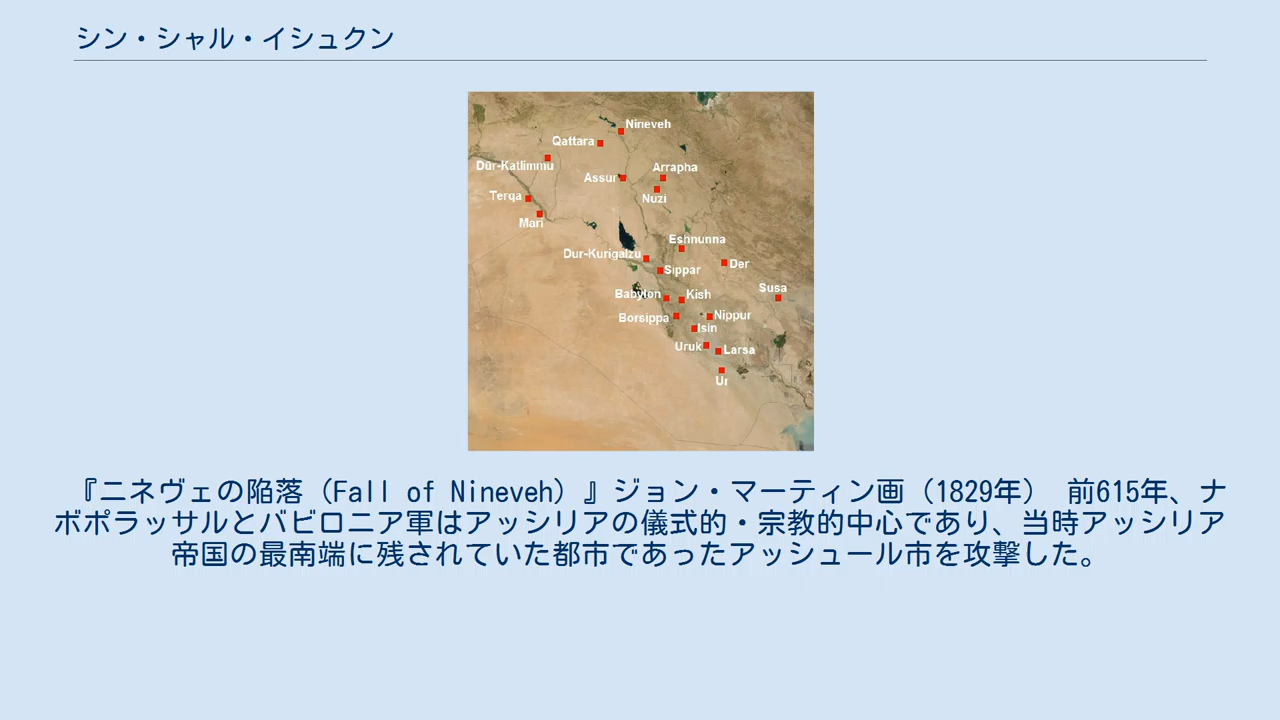 シン・シャル・イシュクン
Nineveh
Qattara
Dūr-Katlimmu
Assur
Arrapha
Nuzi
Terqa
Mari
Eshnunna
Dur-Kurigalzu
Der
Sippar
Susa
Babylon
Kish
Borsippa
Nippur
Isin
Uruk
Larsa
Ur
『ニネヴェの陥落（Fall of Nineveh）』ジョン・マーティン画（1829年） 前615年、ナ
ボポラッサルとバビロニア軍はアッシリアの儀式的・宗教的中心であり、当時アッシリア
帝国の最南端に残されていた都市であったアッシュール市を攻撃した。